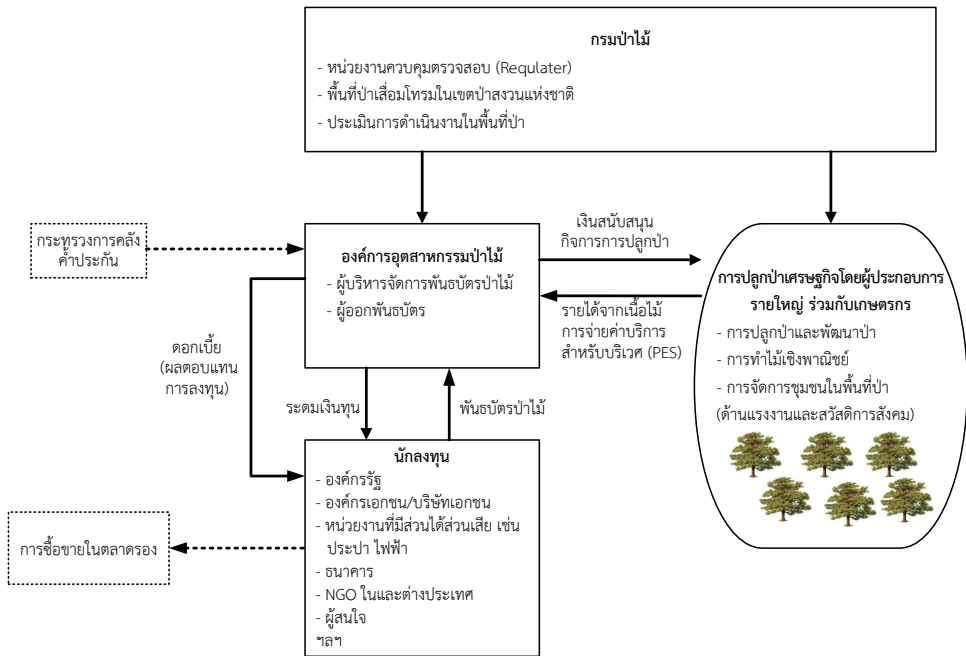 กรมป่าไม้
- หน่วยงานควบคุมตรวจสอบ (Requlater)
- พื้นที่ป่าเสื่อมโทรมในเขตป่าสงวนแห่งชาติ
- ประเมินการดำเนินงานในพื้นที่ป่า
กระทรวงการคลัง
ค้ำประกัน
องค์การอุตสาหกรรมป่าไม้
- ผู้บริหารจัดการพันธบัตรป่าไม้
- ผู้ออกพันธบัตร
เงินสนับสนุน
กิจการการปลูกป่า
รายได้จากเนื้อไม้
การจ่ายค่าบริการ
สำหรับบริเวศ (PES)
การปลูกป่าเศรษฐกิจโดยผู้ประกอบการ
รายใหญ่ ร่วมกับเกษตรกร
- การปลูกป่าและพัฒนาป่า
- การทำไม้เชิงพาณิชย์
- การจัดการชุมชนในพื้นที่ป่า
(ด้านแรงงานและสวัสดิการสังคม)
ดอกเบี้ย
(ผลตอบแทน
การลงทุน)
ระดมเงินทุน
พันธบัตรป่าไม้
นักลงทุน
- องค์กรรัฐ
- องค์กรเอกชน/บริษัทเอกชน
- หน่วยงานที่มีส่วนได้ส่วนเสีย เช่น
ประปา ไฟฟ้า
- ธนาคาร
- NGO ในและต่างประเทศ
- ผู้สนใจ
ฯลฯ
การซื้อขายในตลาดรอง